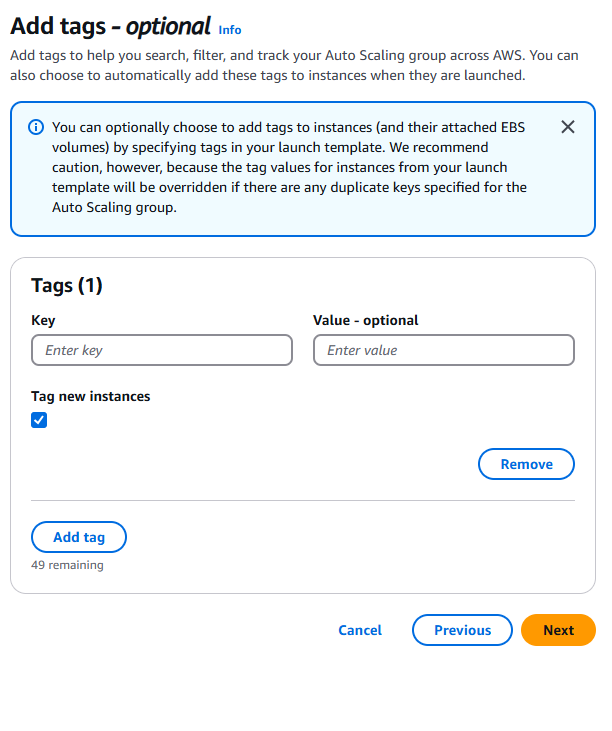 Add tags - optional Info
Add tags to help you search, filter, and track your Auto Scaling group across AWS. You can
also choose to automatically add these tags to instances when they are launched.
You can optionally choose to add tags to instances (and their attached EBS
volumes) by specifying tags in your launch template. We recommend
caution, however, because the tag values for instances from your launch
template will be overridden if there are any duplicate keys specified for the
Auto Scaling group.
Tags (1)
Key
Value - optional
Enter key
Enter value
Tag new instances
Remove
Add tag
49 remaining
Cancel
Previous
Next